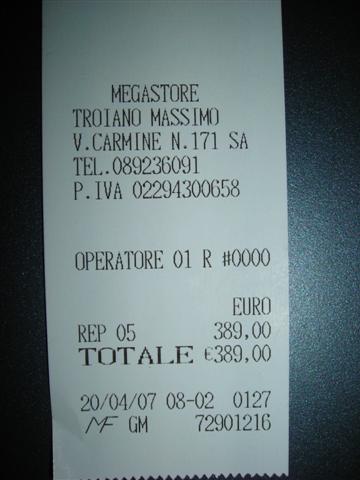 MEGASTORE
TROIANO MASSIMO
V.CARMINE N.171 SA
TEL.089236091
P.IVA 02294300658
OPERATORE 01 R #0000
EURO
REP 05 389,00
TOTALE €389,00
20/04/07 08-02 0127
MF GM 72901216